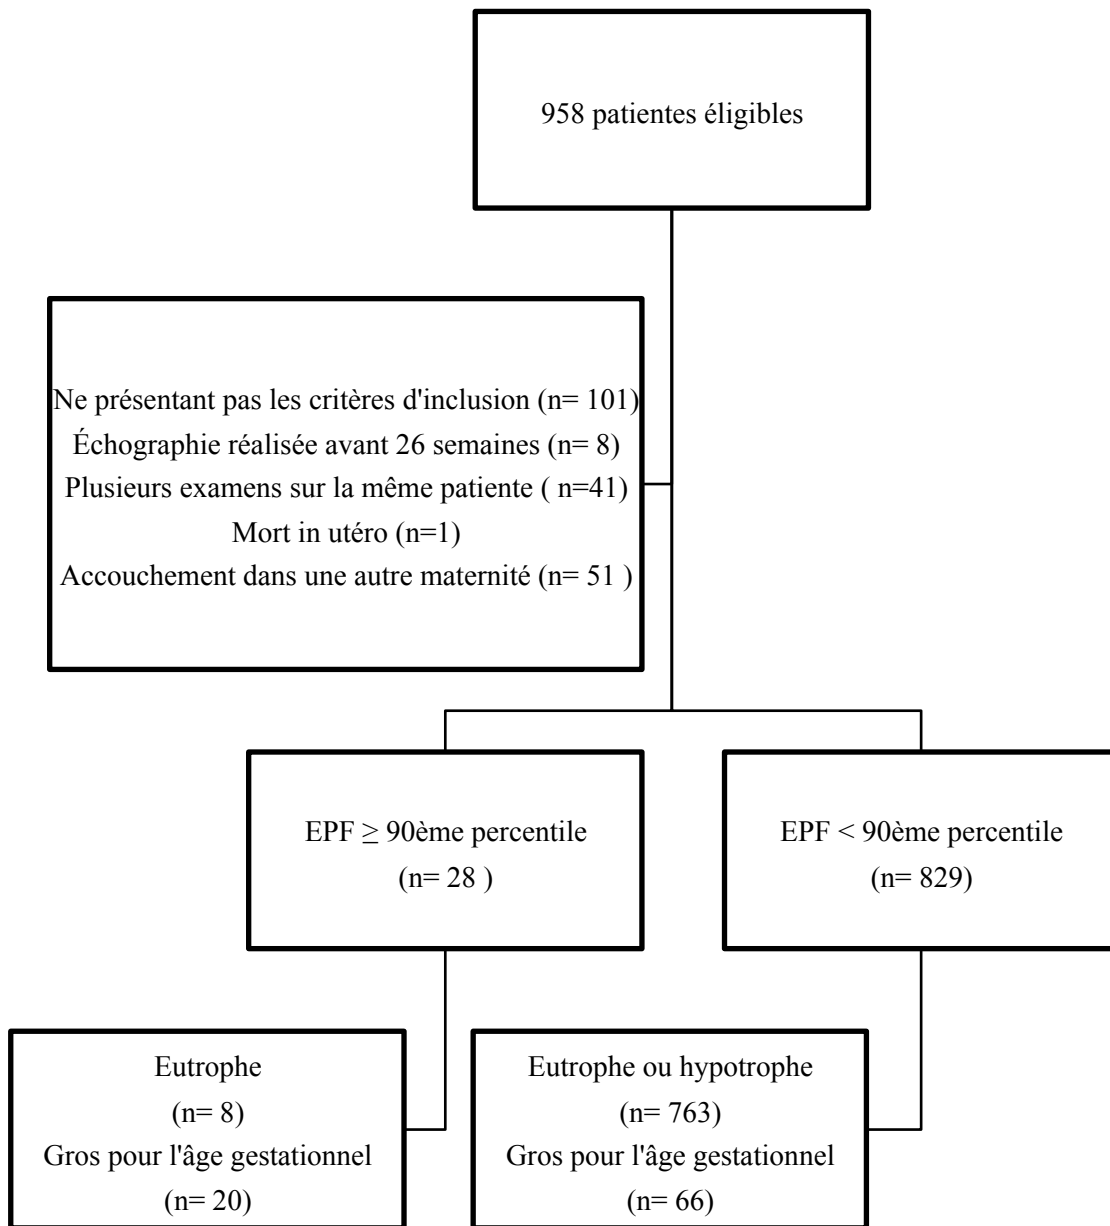 958 patientes éligibles
Ne présentant pas les critères d'inclusion (n= 101)
Échographie réalisée avant 26 semaines (n= 8)
Plusieurs examens sur la même patiente ( n=41)
Mort in utéro (n=1)
Accouchement dans une autre maternité (n= 51 )
EPF ≥ 90ème percentile
(n= 28 )
EPF < 90ème percentile
(n= 829)
Eutrophe
(n= 8)
Gros pour l'âge gestationnel
(n= 20)
Eutrophe ou hypotrophe
(n= 763)
Gros pour l'âge gestationnel
(n= 66)